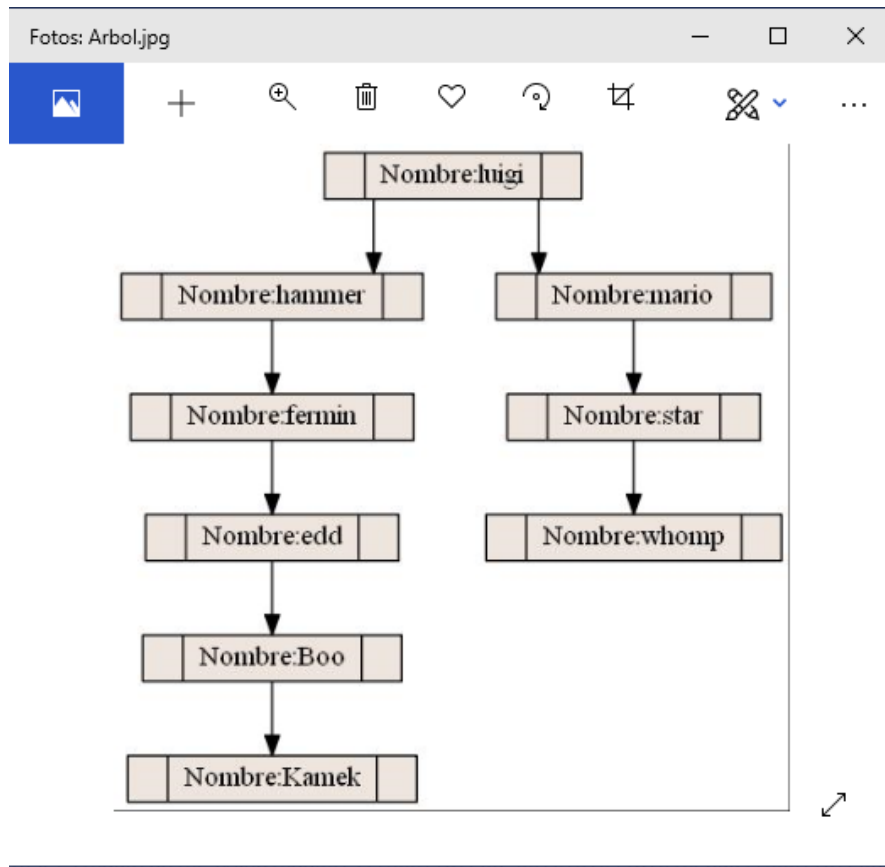 Fotos: Arbol.jpg
Nombre:luigi
Nombre:hammer
Nombre:mario
Nombre:fermin
Nombre:star
Nombre:edd
Nombre:whomp
Nombre:Boo
Nombre:Kamek